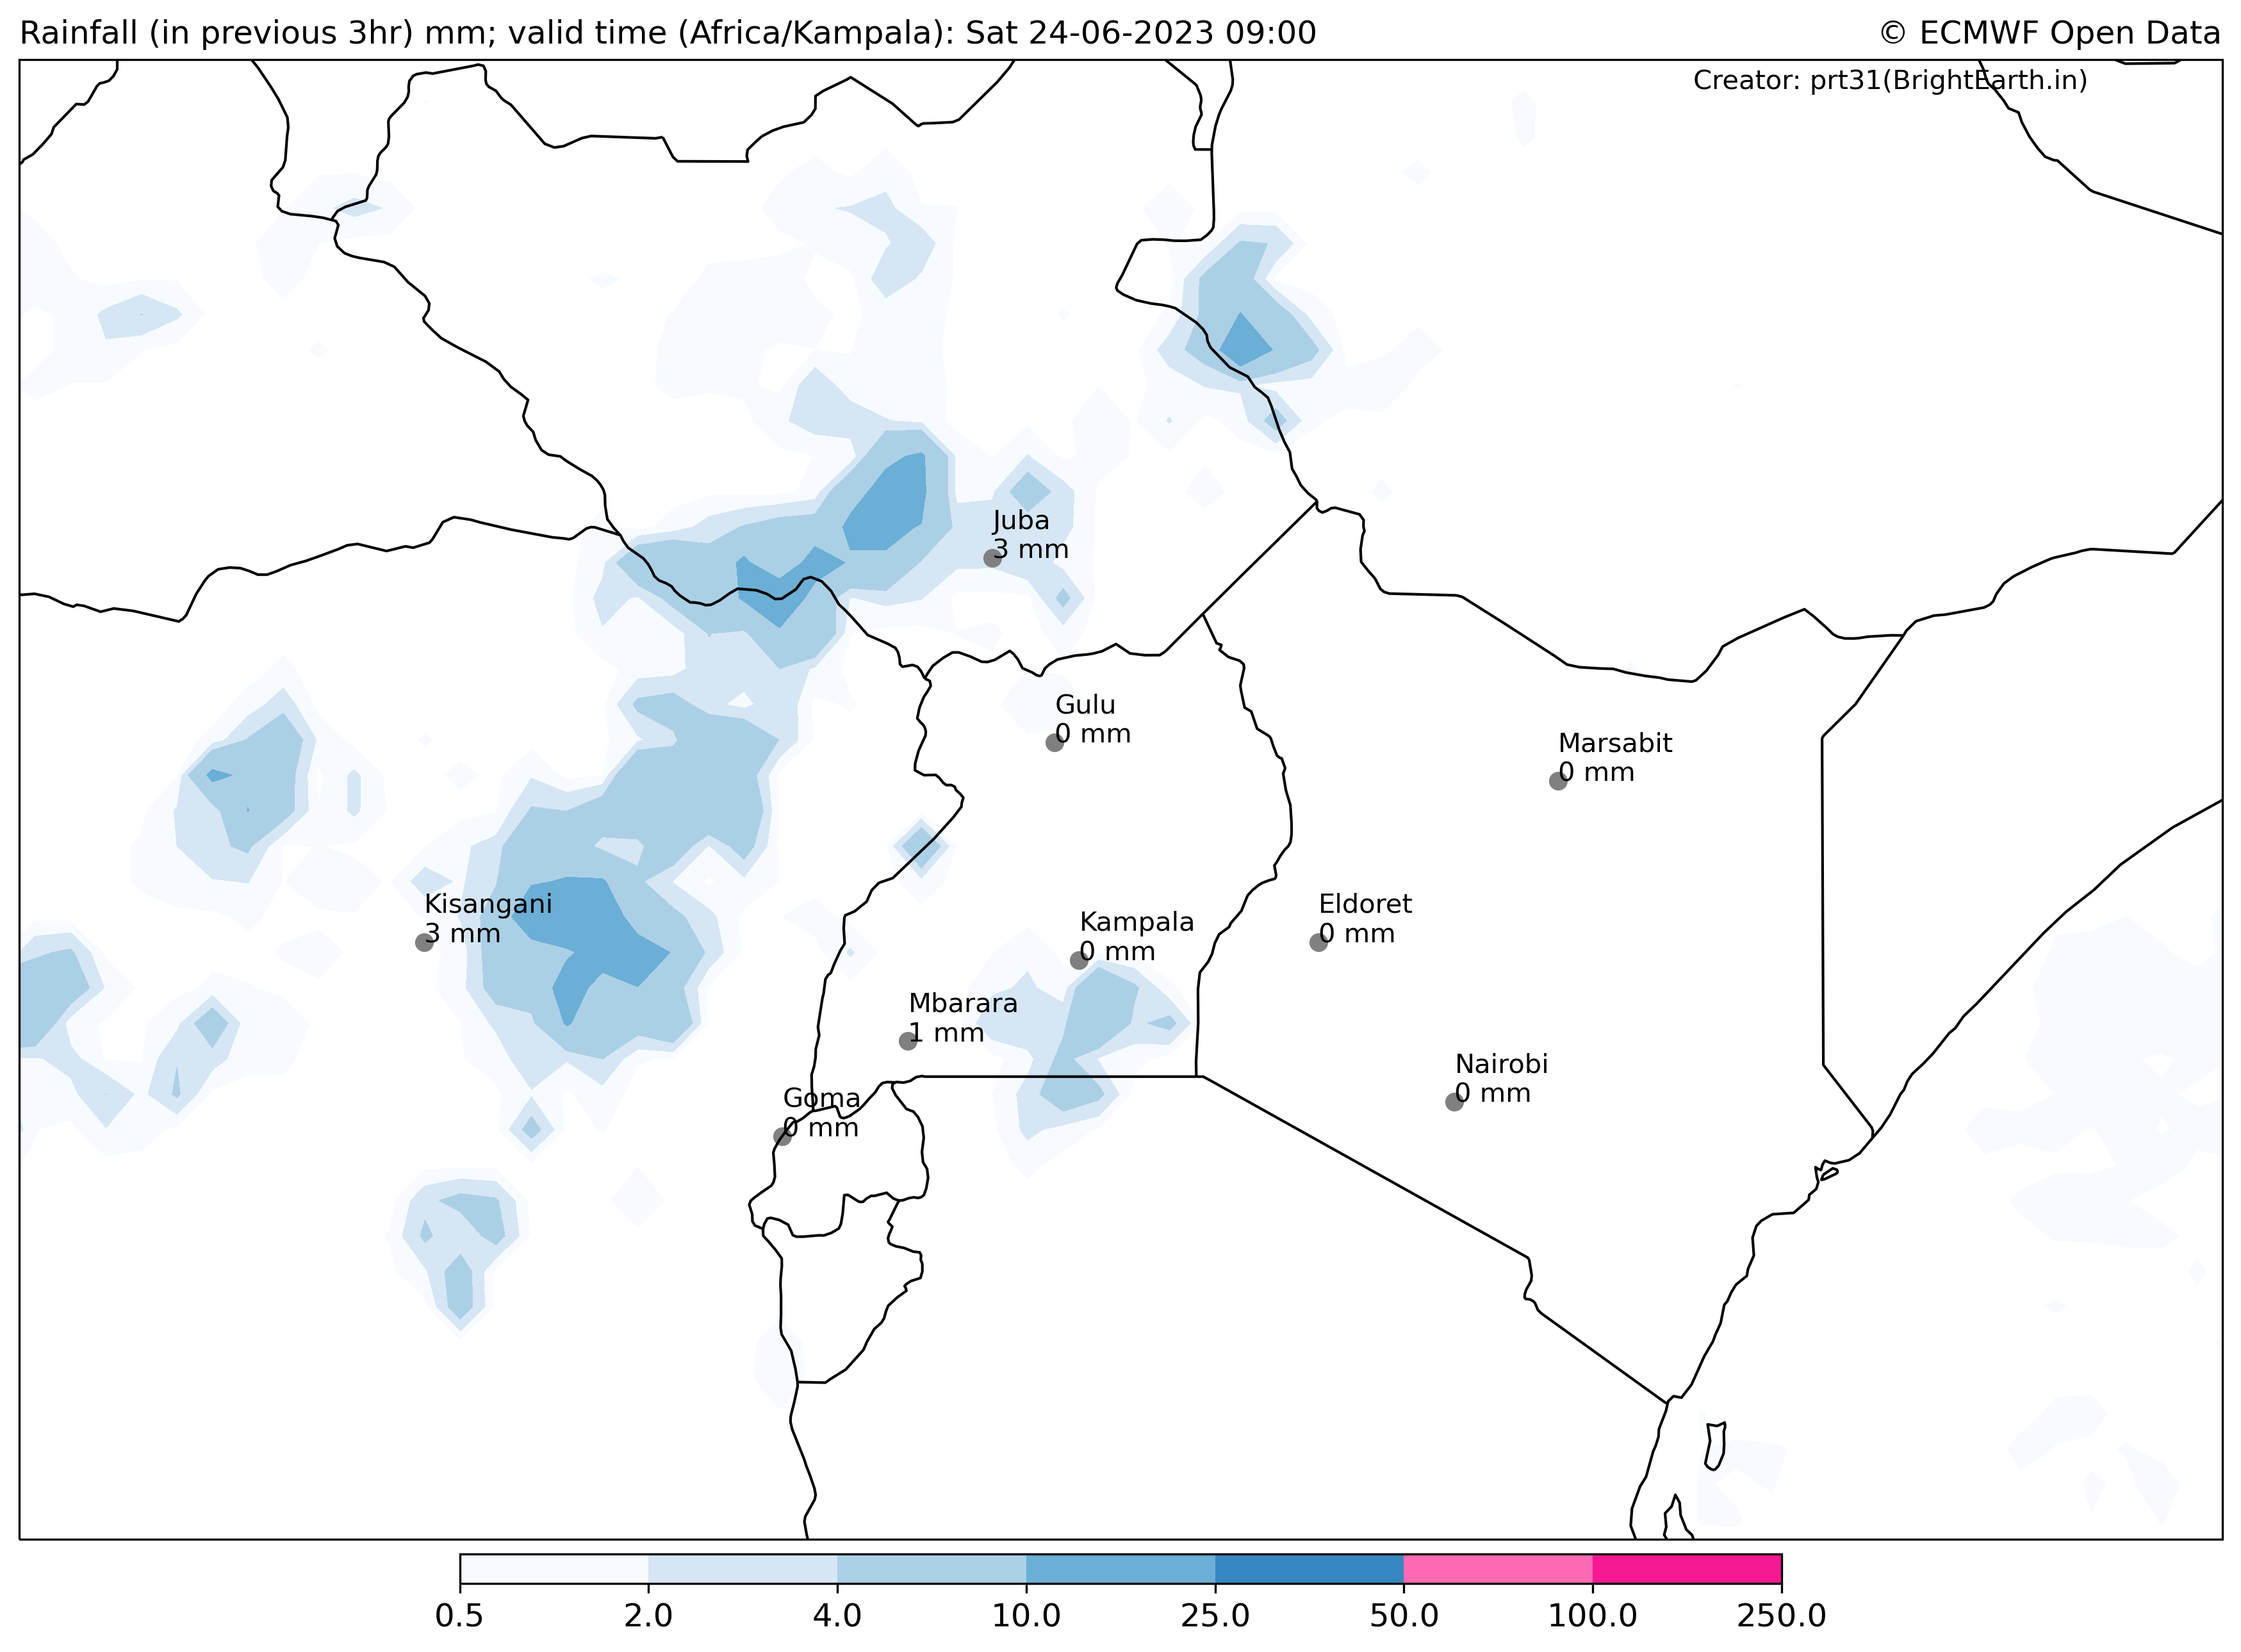 Rainfall (in previous 3hr) mm; valid time (Africa/Kampala): Sat 24-06-2023 09:00
© ECMWF Open Data
Creator: prt31(BrightEarth.in)
Juba
3 mm
Gulu
0 mm
Marsabit
0 mm
Kisangani
3 mm
Kampala
0 mm
Eldoret
0 mm
Mbarara
1 mm
Nairobi
0 mm
Goma
0 mm
0.5 2.0 4.0 10.0 25.0 50.0 100.0 250.0